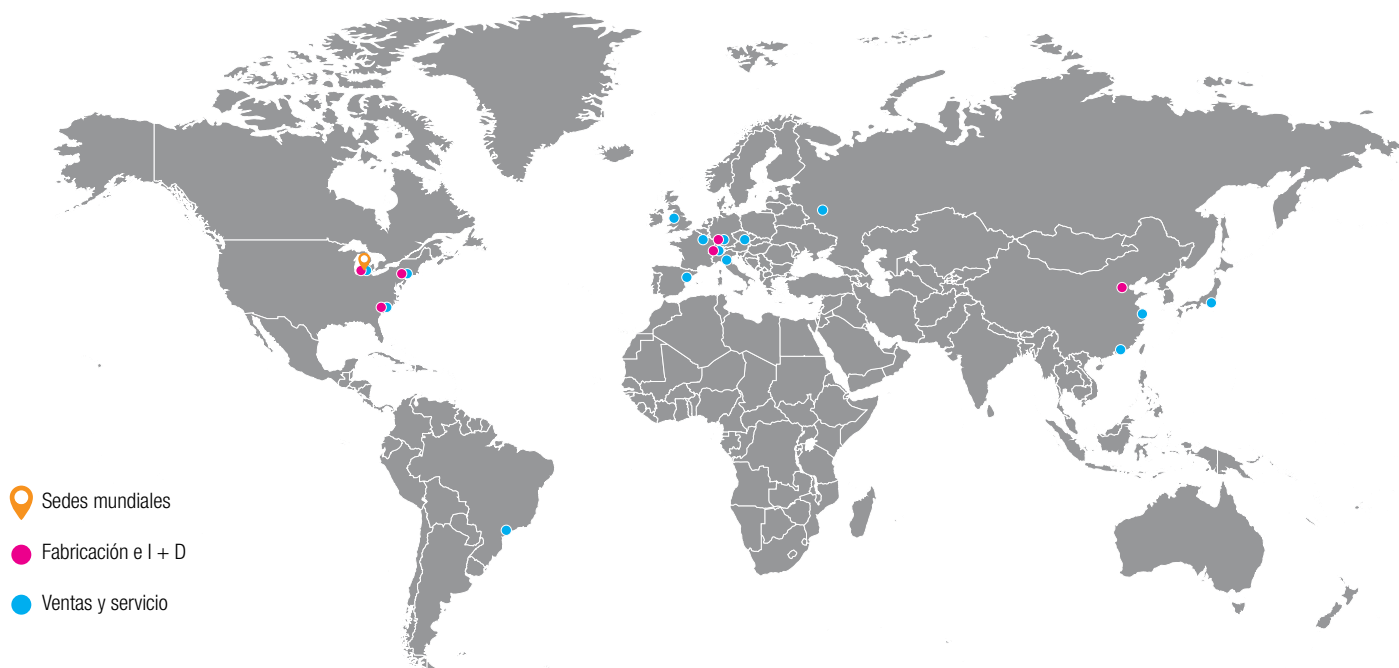 Sedes mundiales
Fabricación e I + D
Ventas y servicio